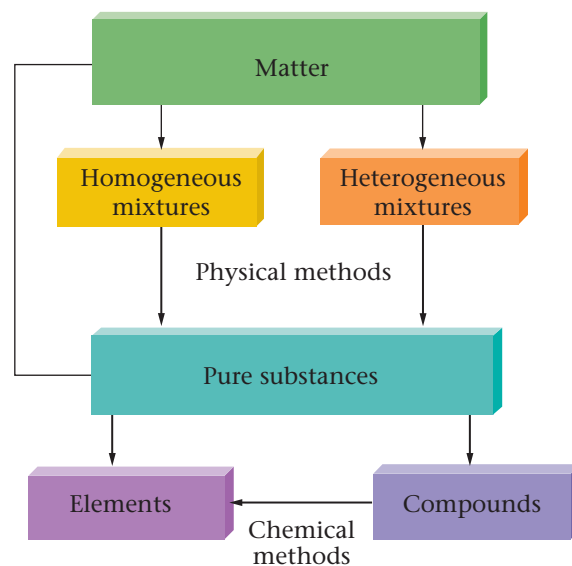 Matter
Homogeneous
mixtures
Heterogeneous
mixtures
Physical methods
Pure substances
Elements
Compounds
Chemical
methods